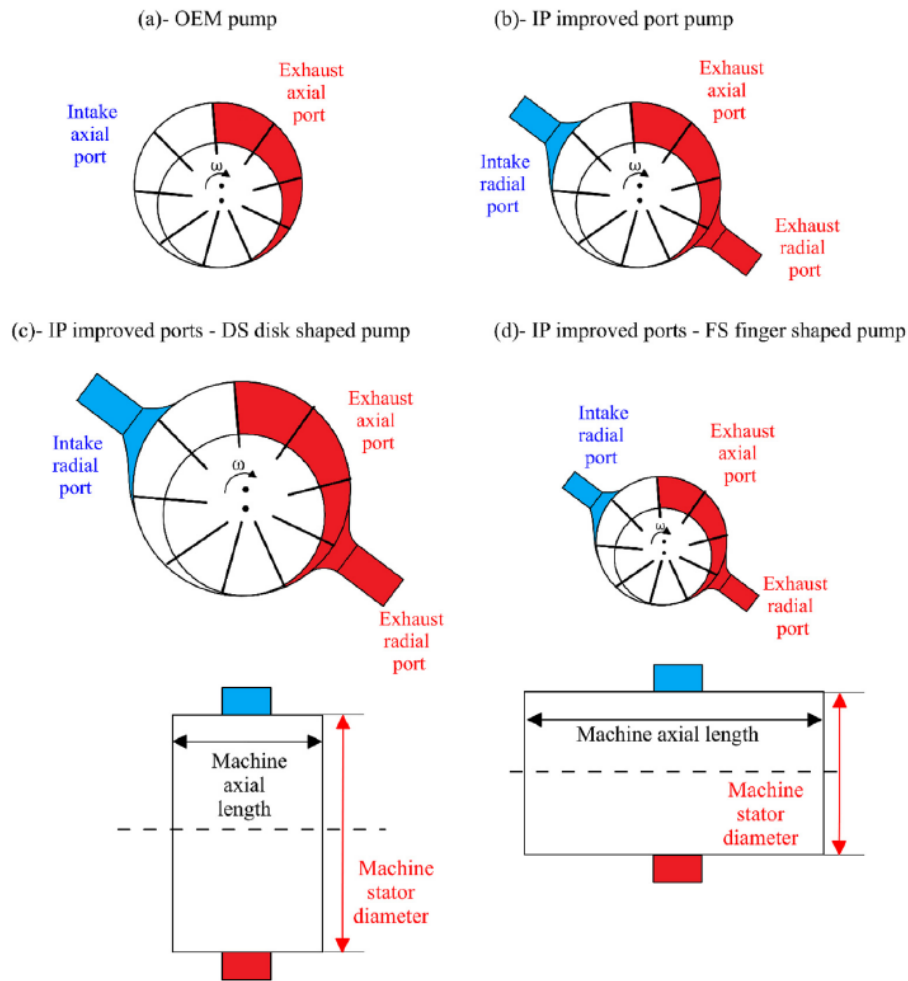 (a)- OEM pump
Intake
axial
port
Exhaust
axial
port
ω
(b)- IP improved port pump
Intake
radial
port
Exhaust
axial
port
ω
Exhaust
radial
port
(c)- IP improved ports - DS disk shaped pump
Intake
radial
port
Exhaust
axial
port
ω
Exhaust
radial
port
Machine
axial
length
Machine
stator
diameter
(d)- IP improved ports - FS finger shaped pump
Intake
radial
port
Exhaust
axial
port
ω
Exhaust
radial
port
Machine axial length
Machine
stator
diameter